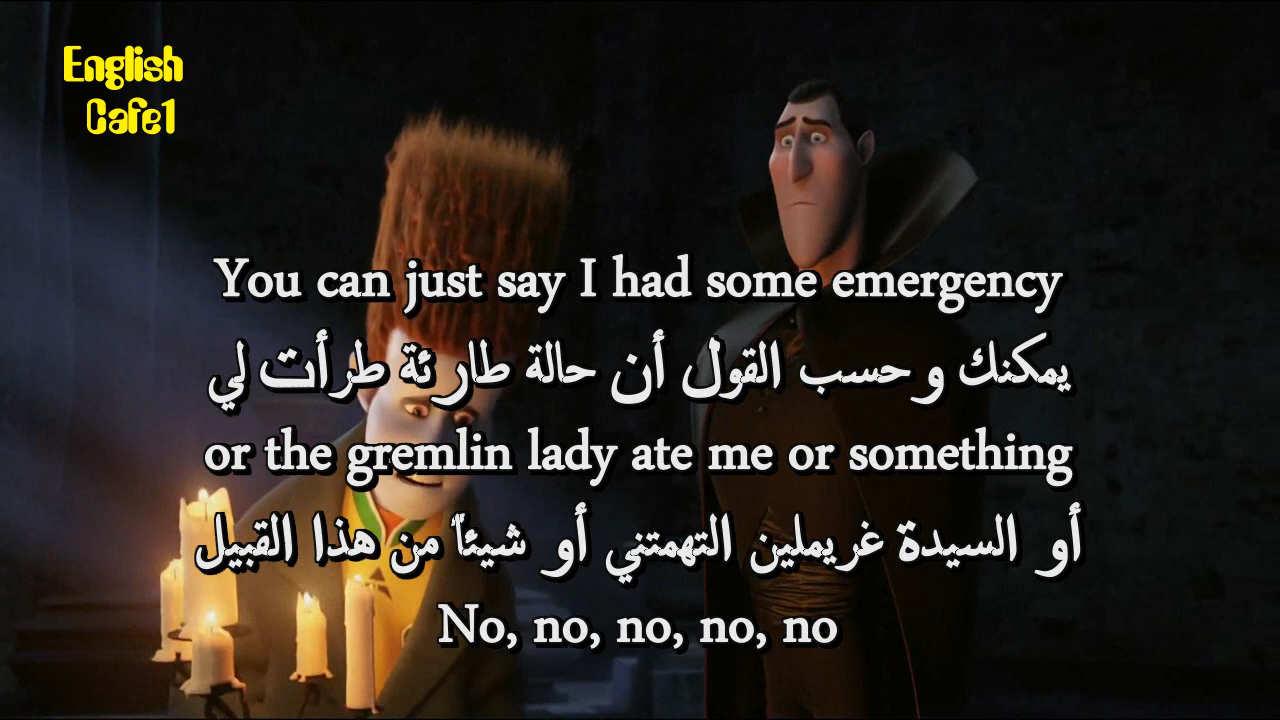 English
Cafe1
You can just say I had some emergency
يمكنك و حسب القول أن حالة طارئة طرأت لي
or the gremlin lady ate me or something
أو السيدة غريملين التهمتني أو شيئاً من هذا القبيل
No, no, no, no, no